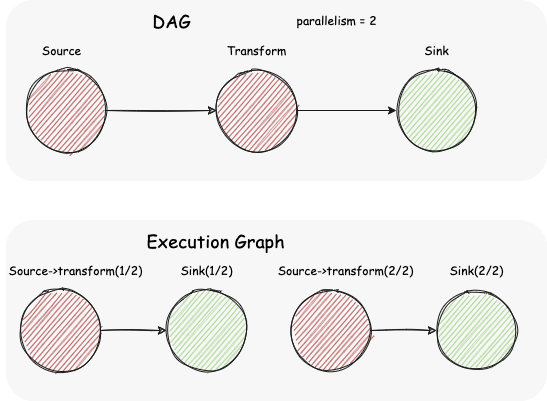 DAG
parallelism = 2
Source
Transform
Sink
Execution Graph
Source->transform(1/2)
Sink(1/2)
Source->transform(2/2)
Sink(2/2)